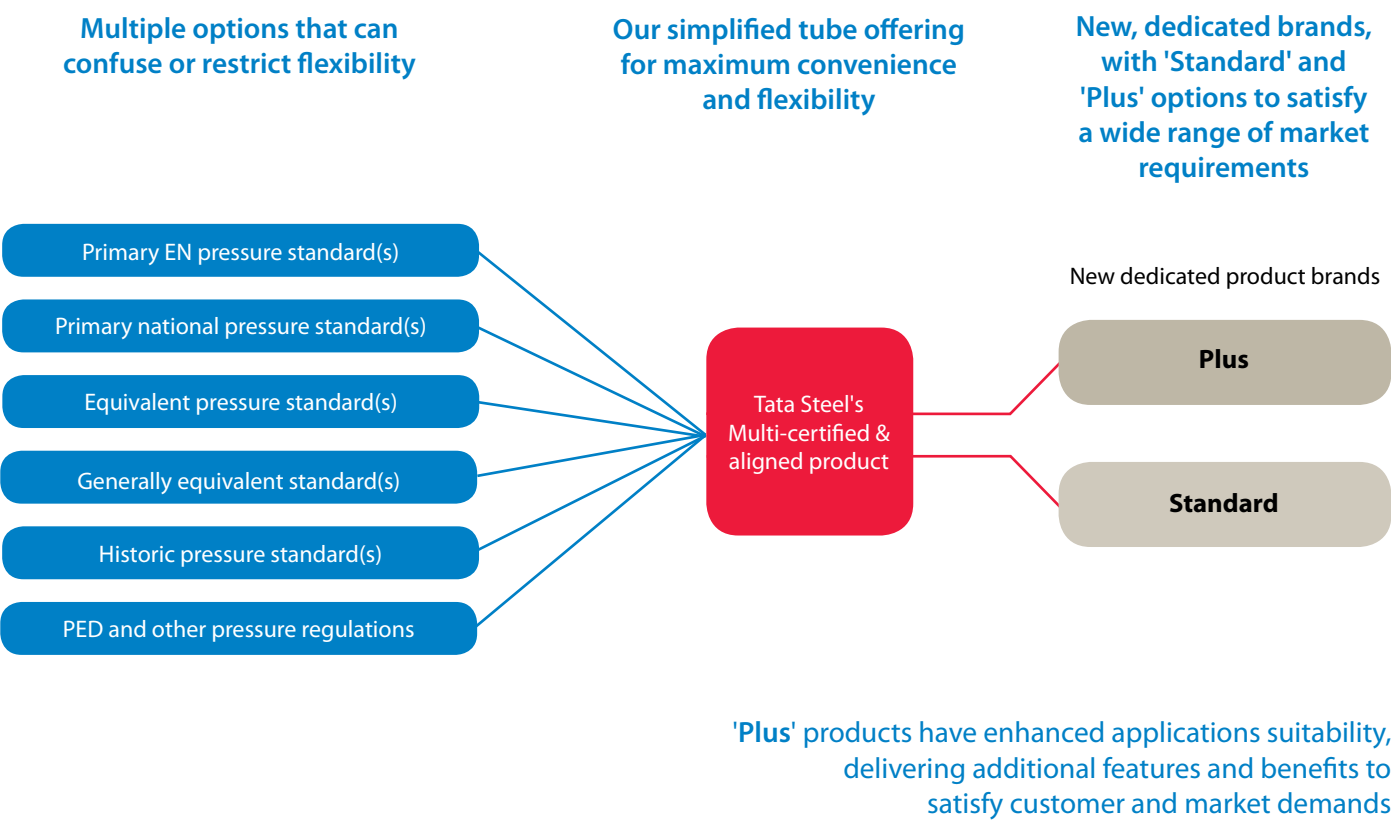 Multiple options that can
confuse or restrict flexibility
Our simplified tube offering
for maximum convenience
and flexibility
New, dedicated brands,
with 'Standard' and
'Plus' options to satisfy
a wide range of market
requirements
Primary EN pressure standard(s)
Primary national pressure standard(s)
Equivalent pressure standard(s)
Generally equivalent standard(s)
Historic pressure standard(s)
PED and other pressure regulations
Tata Steel's
Multi-certified &
aligned product
New dedicated product brands
Plus
Standard
'Plus' products have enhanced applications suitability,
delivering additional features and benefits to
satisfy customer and market demands